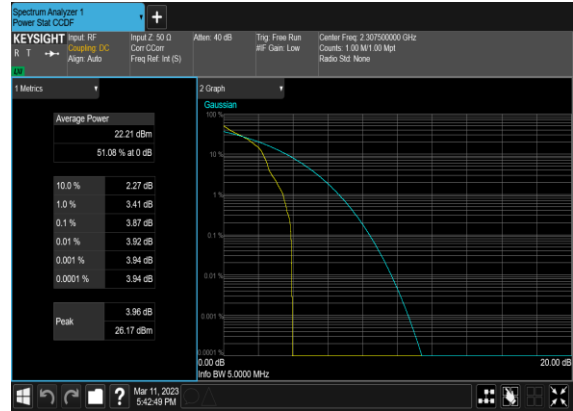 Spectrum Analyzer 1
Power Stat CCDF
KEYSIGHT
R T
Input: RF
Coupling: DC
Align: Auto
Input Z: 50 Ω
Corr CCorr
Freq Ref: Int (S)
Atten: 40 dB
Trig: Free Run
#IF Gain: Low
Center Freq: 2.307500000 GHz
Counts: 1.00 M/1.00 Mpt
Radio Std: None
1 Metrics
Average Power
22.21 dBm
51.08 % at 0 dB
10.0 % 2.27 dB
1.0 % 3.41 dB
0.1 % 3.87 dB
0.01 % 3.92 dB
0.001 % 3.94 dB
0.0001 % 3.94 dB
Peak
3.96 dB
26.17 dBm
2 Graph
Gaussian
100 %
10 %
1 %
0.1 %
0.01 %
0.001 %
0.0001 %
0.00 dB
20.00 dB
Info BW 5.0000 MHz
?
Mar 11, 2023
5:42:49 PM